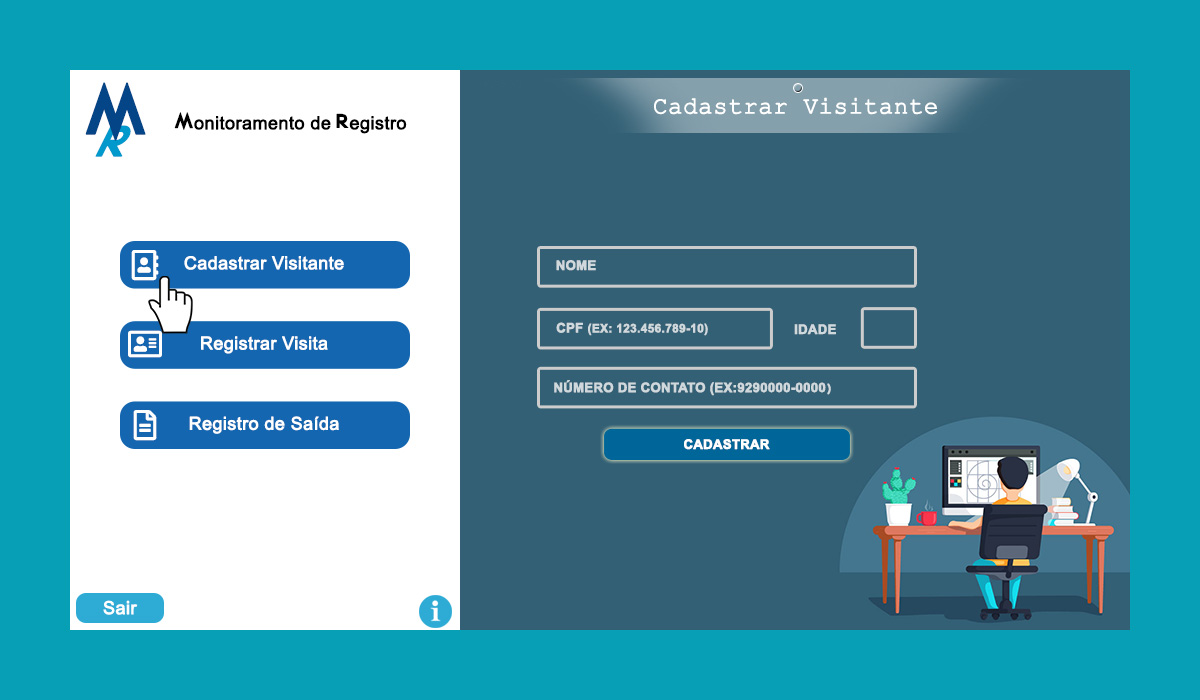 MR
Monitoramento de Registro
Cadastrar Visitante
Registrar Visita
Registro de Saída
Sair
i
Cadastrar Visitante
NOME
CPF (EX: 123.456.789-10)
IDADE
NÚMERO DE CONTATO (EX:9290000-0000)
CADASTRAR